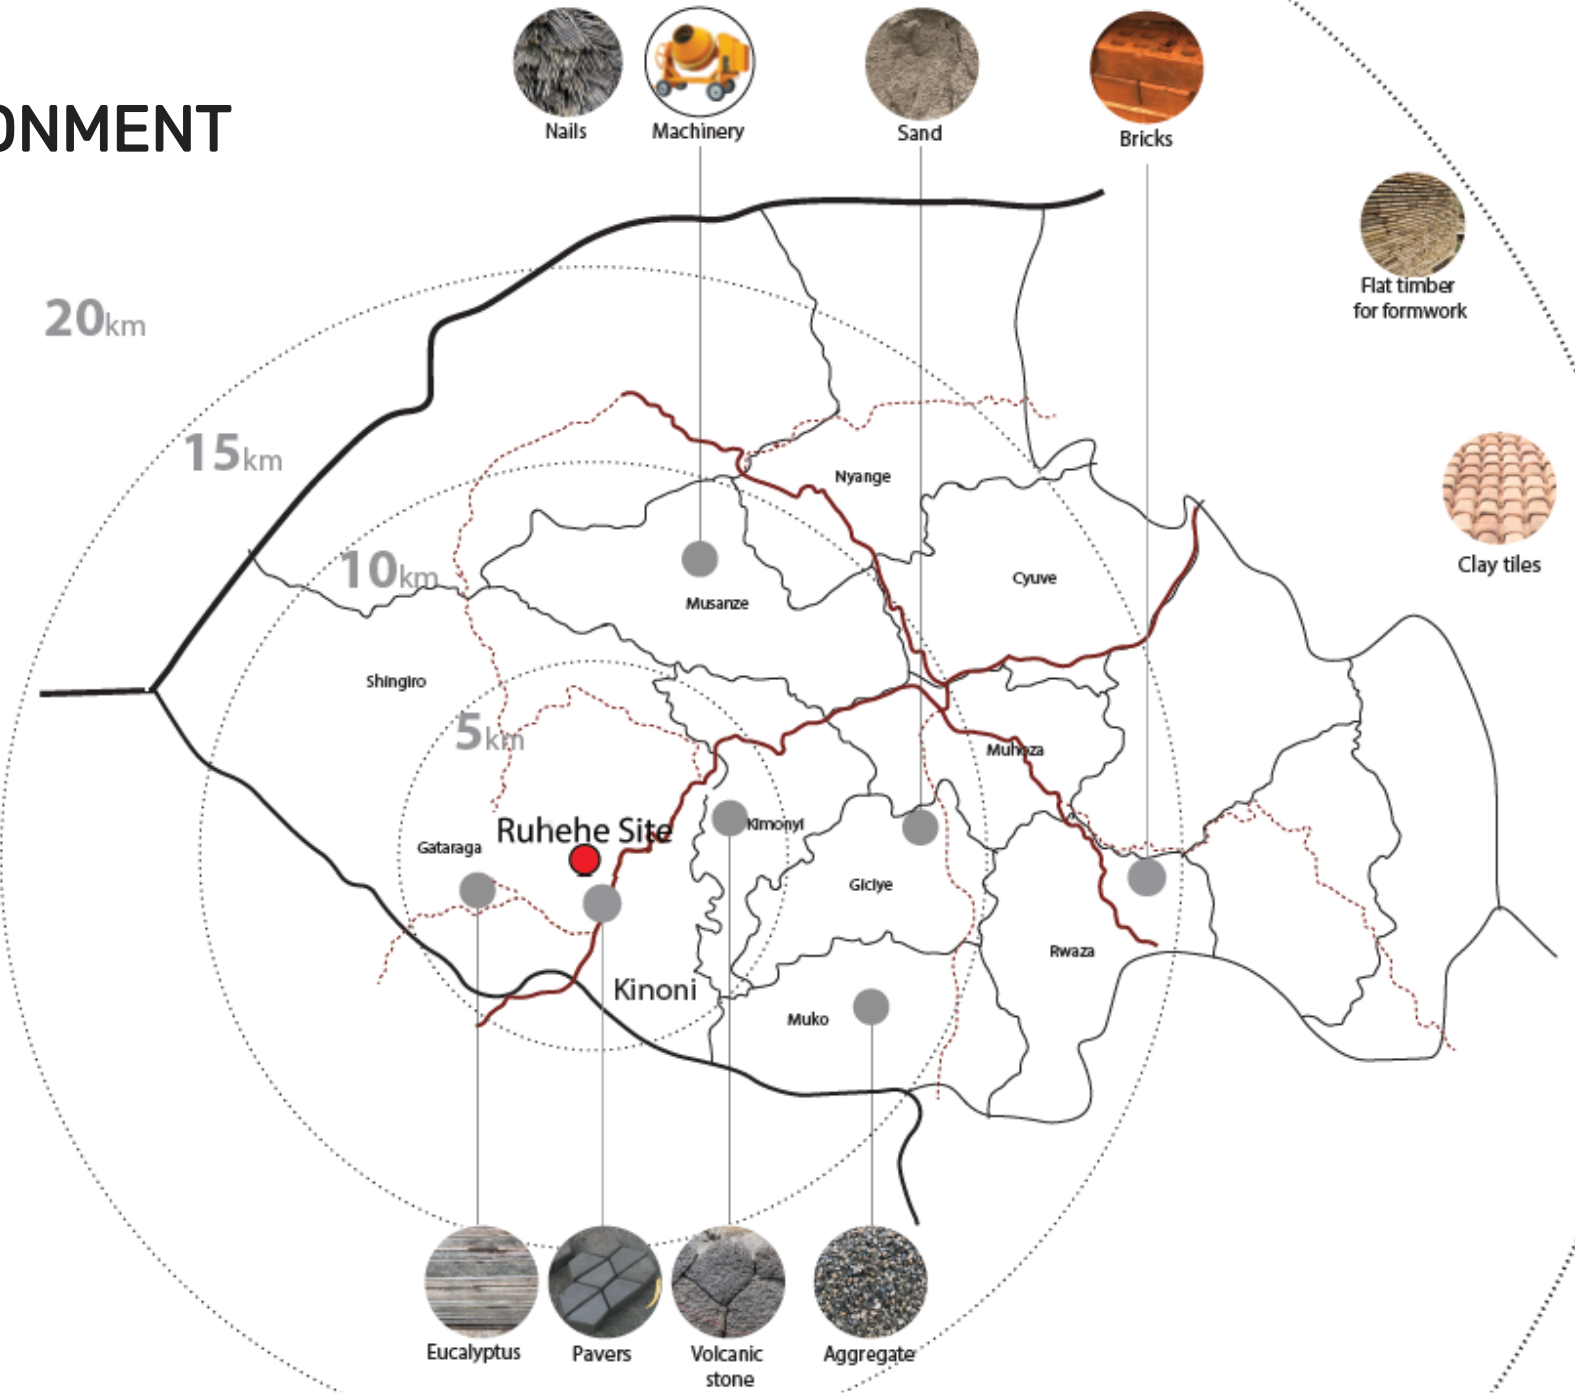 ONMENT
Nails
Machinery
Sand
Bricks
Flat timber
for formwork
20km
15km
10km
5km
Clay tiles
Nyange
Cyuve
Musanze
Shingiro
Muhoza
Ruhehe Site
Kimonyi
Gataraga
Giciye
Rwaza
Kinoni
Muko
Eucalyptus
Pavers
Volcanic
stone
Aggregate